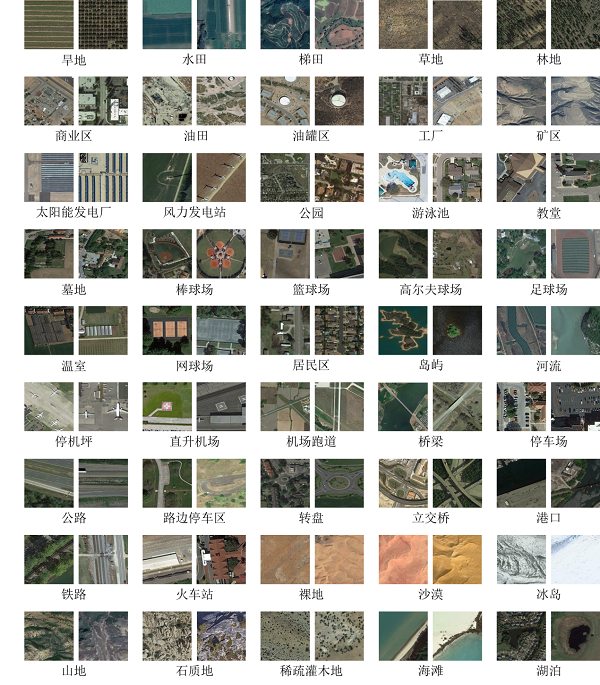 旱地 水田 梯田 草地 林地
商业区 油田 油罐区 工厂 矿区
太阳能发电厂 风力发电站 公园 游泳池 教堂
墓地 棒球场 篮球场 高尔夫球场 足球场
温室 网球场 居民区 岛屿 河流
停机坪 直升机场 机场跑道 桥梁 停车场
公路 路边停车区 转盘 立交桥 港口
铁路 火车站 裸地 沙漠 冰岛
山地 石质地 稀疏灌木地 海滩 湖泊